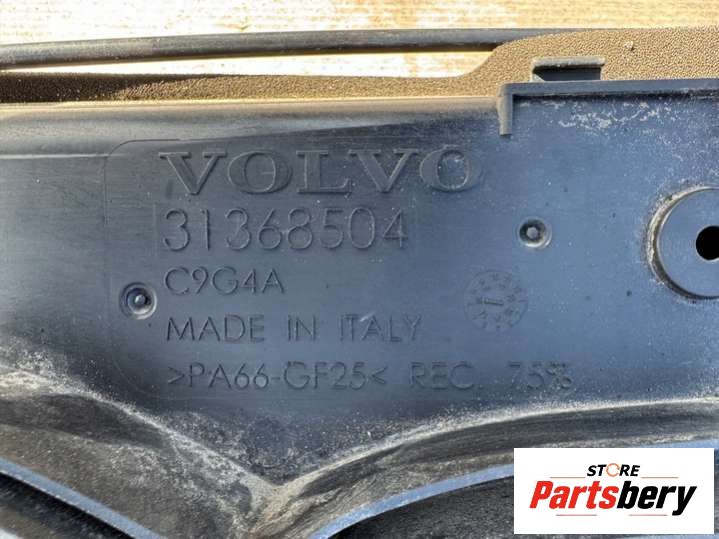 VOLVO
31368504
C9G4A
MADE IN ITALY
>PA66-GF25< REC. 75%
STORE
Partsbery